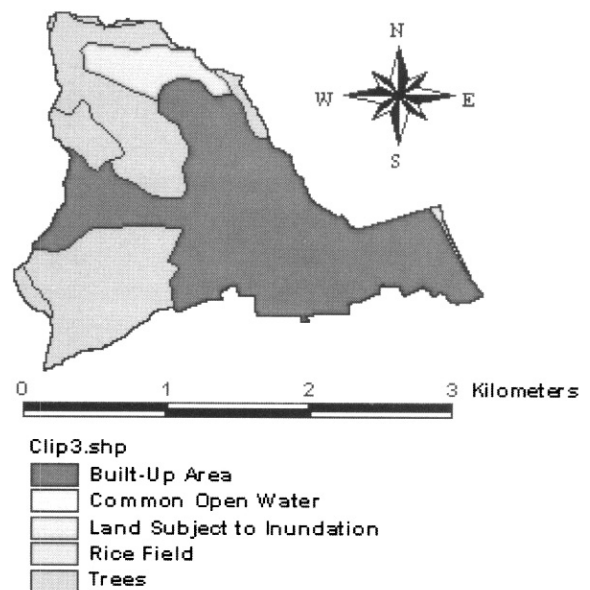 N
W E
S
0 1 2 3 Kilometers
Clip3.shp
Built-Up Area
Common Open Water
Land Subject to Inundation
Rice Field
Trees